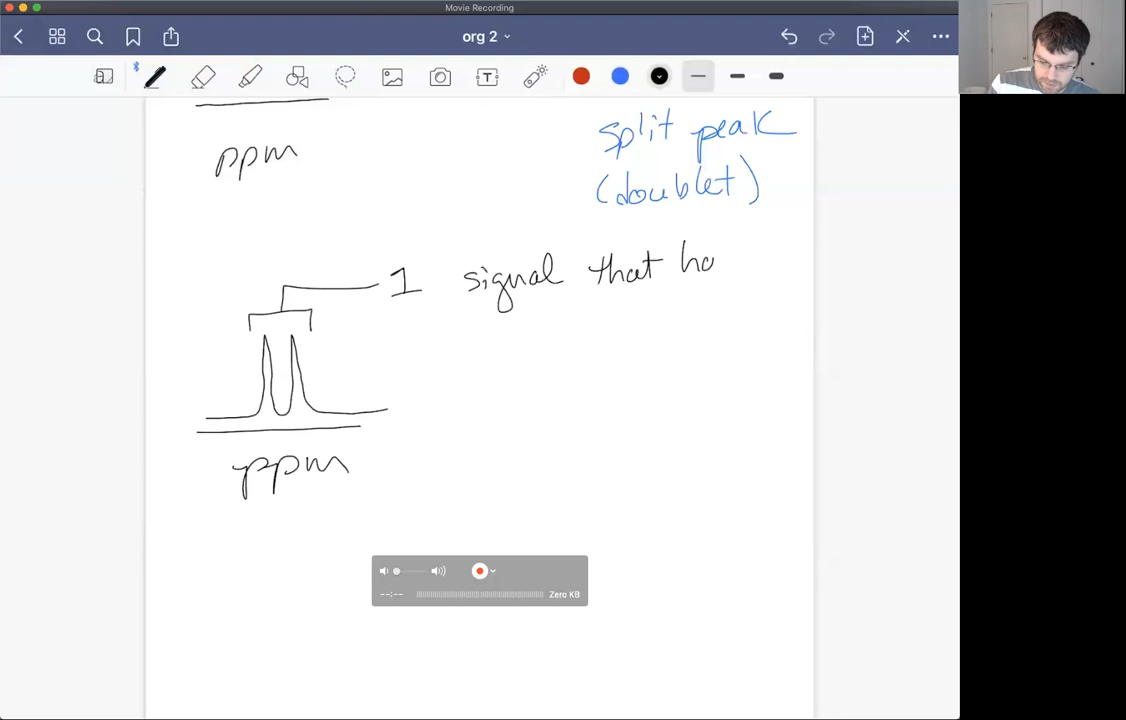 Movie Recording
org 2
T
split peak
ppm
(doublet)
1 signal that ha
ppm
--:-- Zero KB